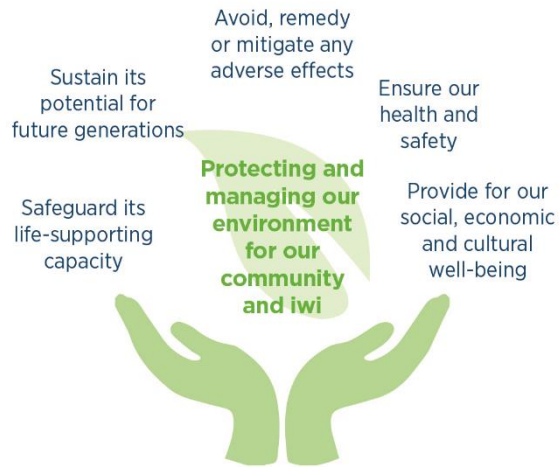 Avoid, remedy
or mitigate any
adverse effects
Sustain its
potential for
future generations
Ensure our
health and
safety
Protecting and
managing our
environment
for our
community
and iwi
Safeguard its
life-supporting
capacity
Provide for our
social, economic
and cultural
well-being